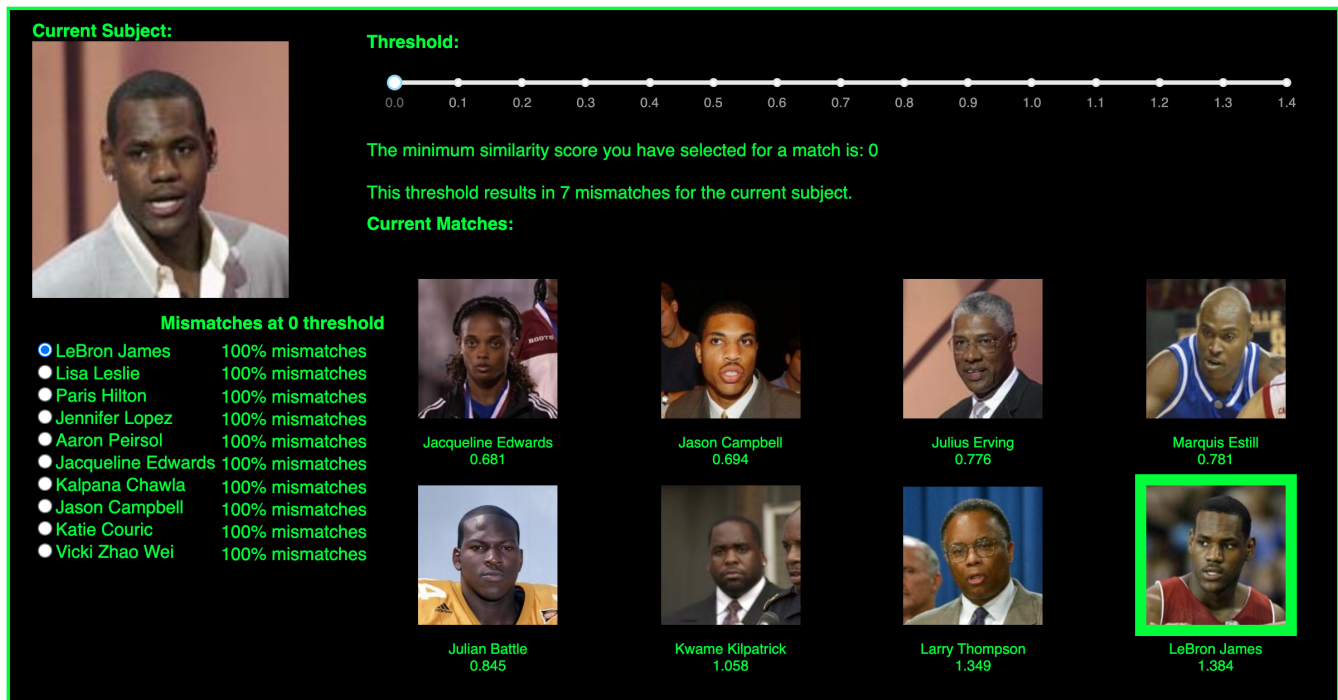 Current Subject:
Threshold:
0.0 0.1 0.2 0.3 0.4 0.5 0.6 0.7 0.8 0.9 1.0 1.1 1.2 1.3 1.4
The minimum similarity score you have selected for a match is: 0
This threshold results in 7 mismatches for the current subject.
Current Matches:
Mismatches at 0 threshold
LeBron James 100% mismatches
Lisa Leslie 100% mismatches
Paris Hilton 100% mismatches
Jennifer Lopez 100% mismatches
Aaron Peirsol 100% mismatches
Jacqueline Edwards 100% mismatches
Kalpana Chawla 100% mismatches
Jason Campbell 100% mismatches
Katie Couric 100% mismatches
Vicki Zhao Wei 100% mismatches
ROOTS
Jacqueline Edwards Jason Campbell Julius Erving Marquis Estill
0.681 0.694 0.776 0.781
Julian Battle Kwame Kilpatrick Larry Thompson LeBron James
0.845 1.058 1.349 1.384